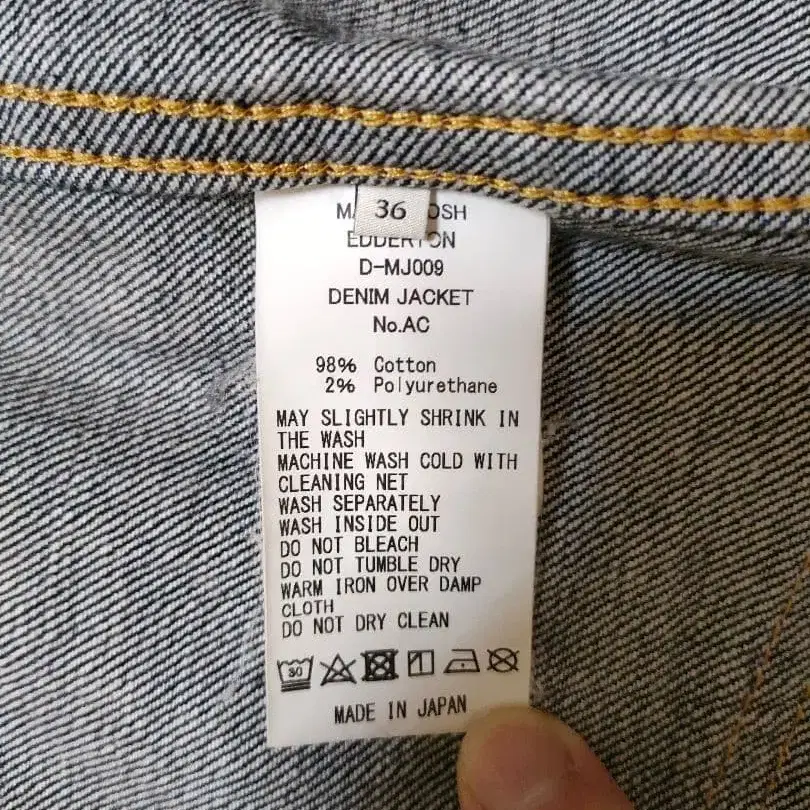 36
EDDERTON
D-MJ009
DENIM JACKET
No.AC
98% Cotton
2% Polyurethane
MAY SLIGHTLY SHRINK IN
THE WASH
MACHINE WASH COLD WITH
CLEANING NET
WASH SEPARATELY
WASH INSIDE OUT
DO NOT BLEACH
DO NOT TUMBLE DRY
WARM IRON OVER DAMP
CLOTH
DO NOT DRY CLEAN
30
MADE IN JAPAN